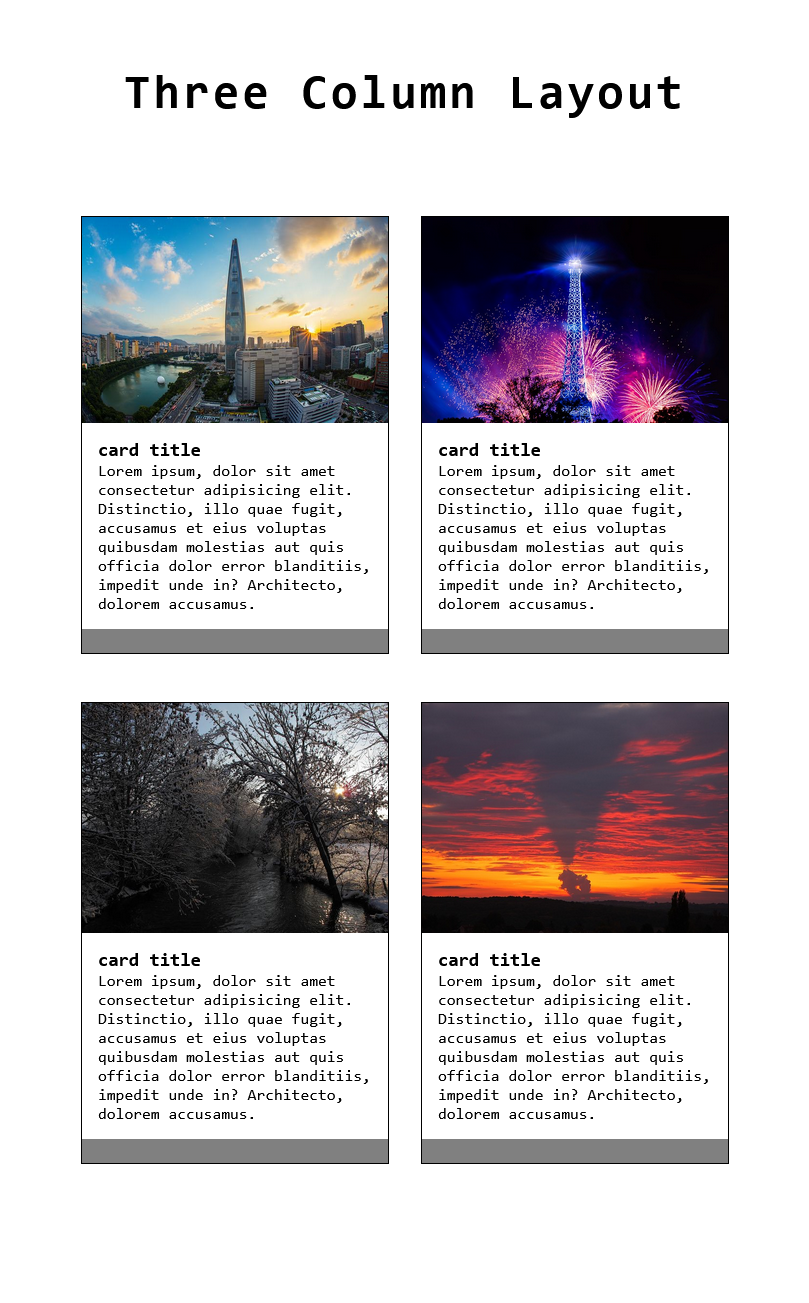 Three Column Layout
card title
Lorem ipsum, dolor sit amet
consectetur adipisicing elit.
Distinctio, illo quae fugit,
accusamus et eius voluptas
quibusdam molestias aut quis
officia dolor error blanditiis,
impedit unde in? Architecto,
dolorem accusamus.
card title
Lorem ipsum, dolor sit amet
consectetur adipisicing elit.
Distinctio, illo quae fugit,
accusamus et eius voluptas
quibusdam molestias aut quis
officia dolor error blanditiis,
impedit unde in? Architecto,
dolorem accusamus.
card title
Lorem ipsum, dolor sit amet
consectetur adipisicing elit.
Distinctio, illo quae fugit,
accusamus et eius voluptas
quibusdam molestias aut quis
officia dolor error blanditiis,
impedit unde in? Architecto,
dolorem accusamus.
card title
Lorem ipsum, dolor sit amet
consectetur adipisicing elit.
Distinctio, illo quae fugit,
accusamus et eius voluptas
quibusdam molestias aut quis
officia dolor error blanditiis,
impedit unde in? Architecto,
dolorem accusamus.